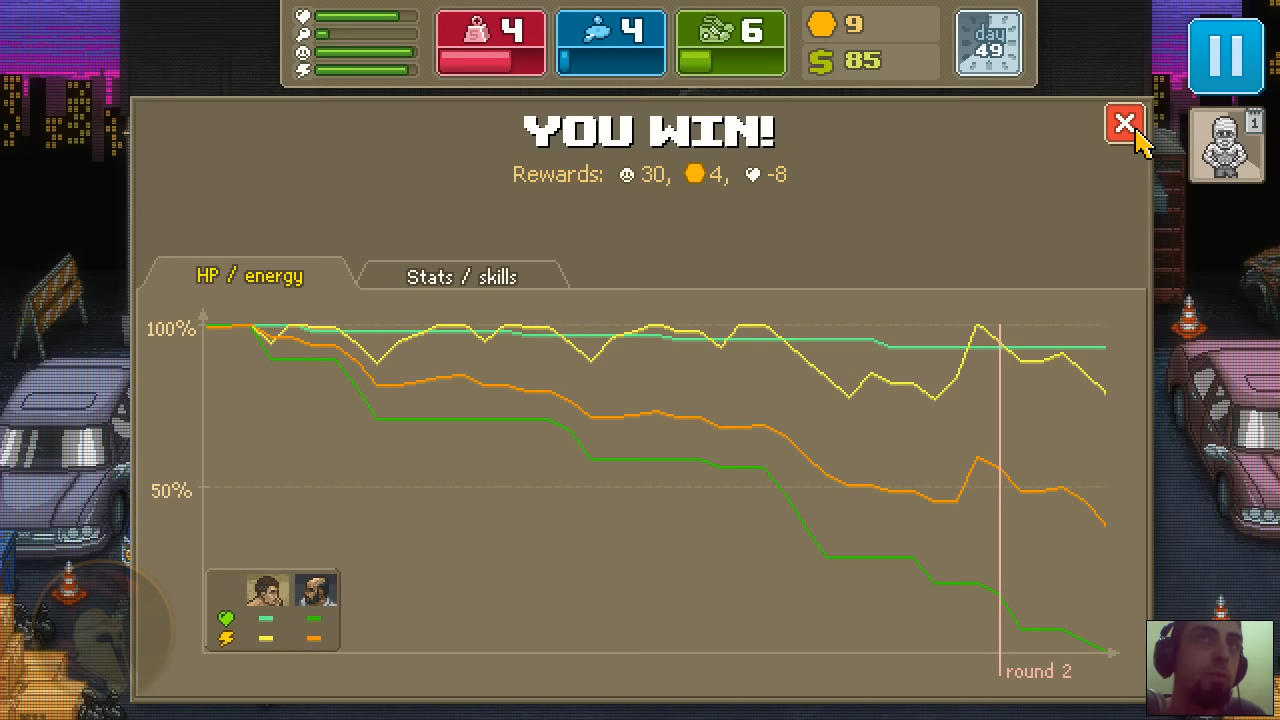 4
4
6
9
85
day
49
1
YOU WIN!
Rewards: 30, 4, -8
HP / energy
Stats / skills
100%
50%
round 2